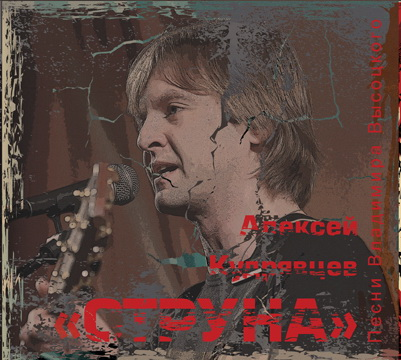 Алексей
Кудрявцев
«СТРУНА»
Песни Владимира Высоцкого